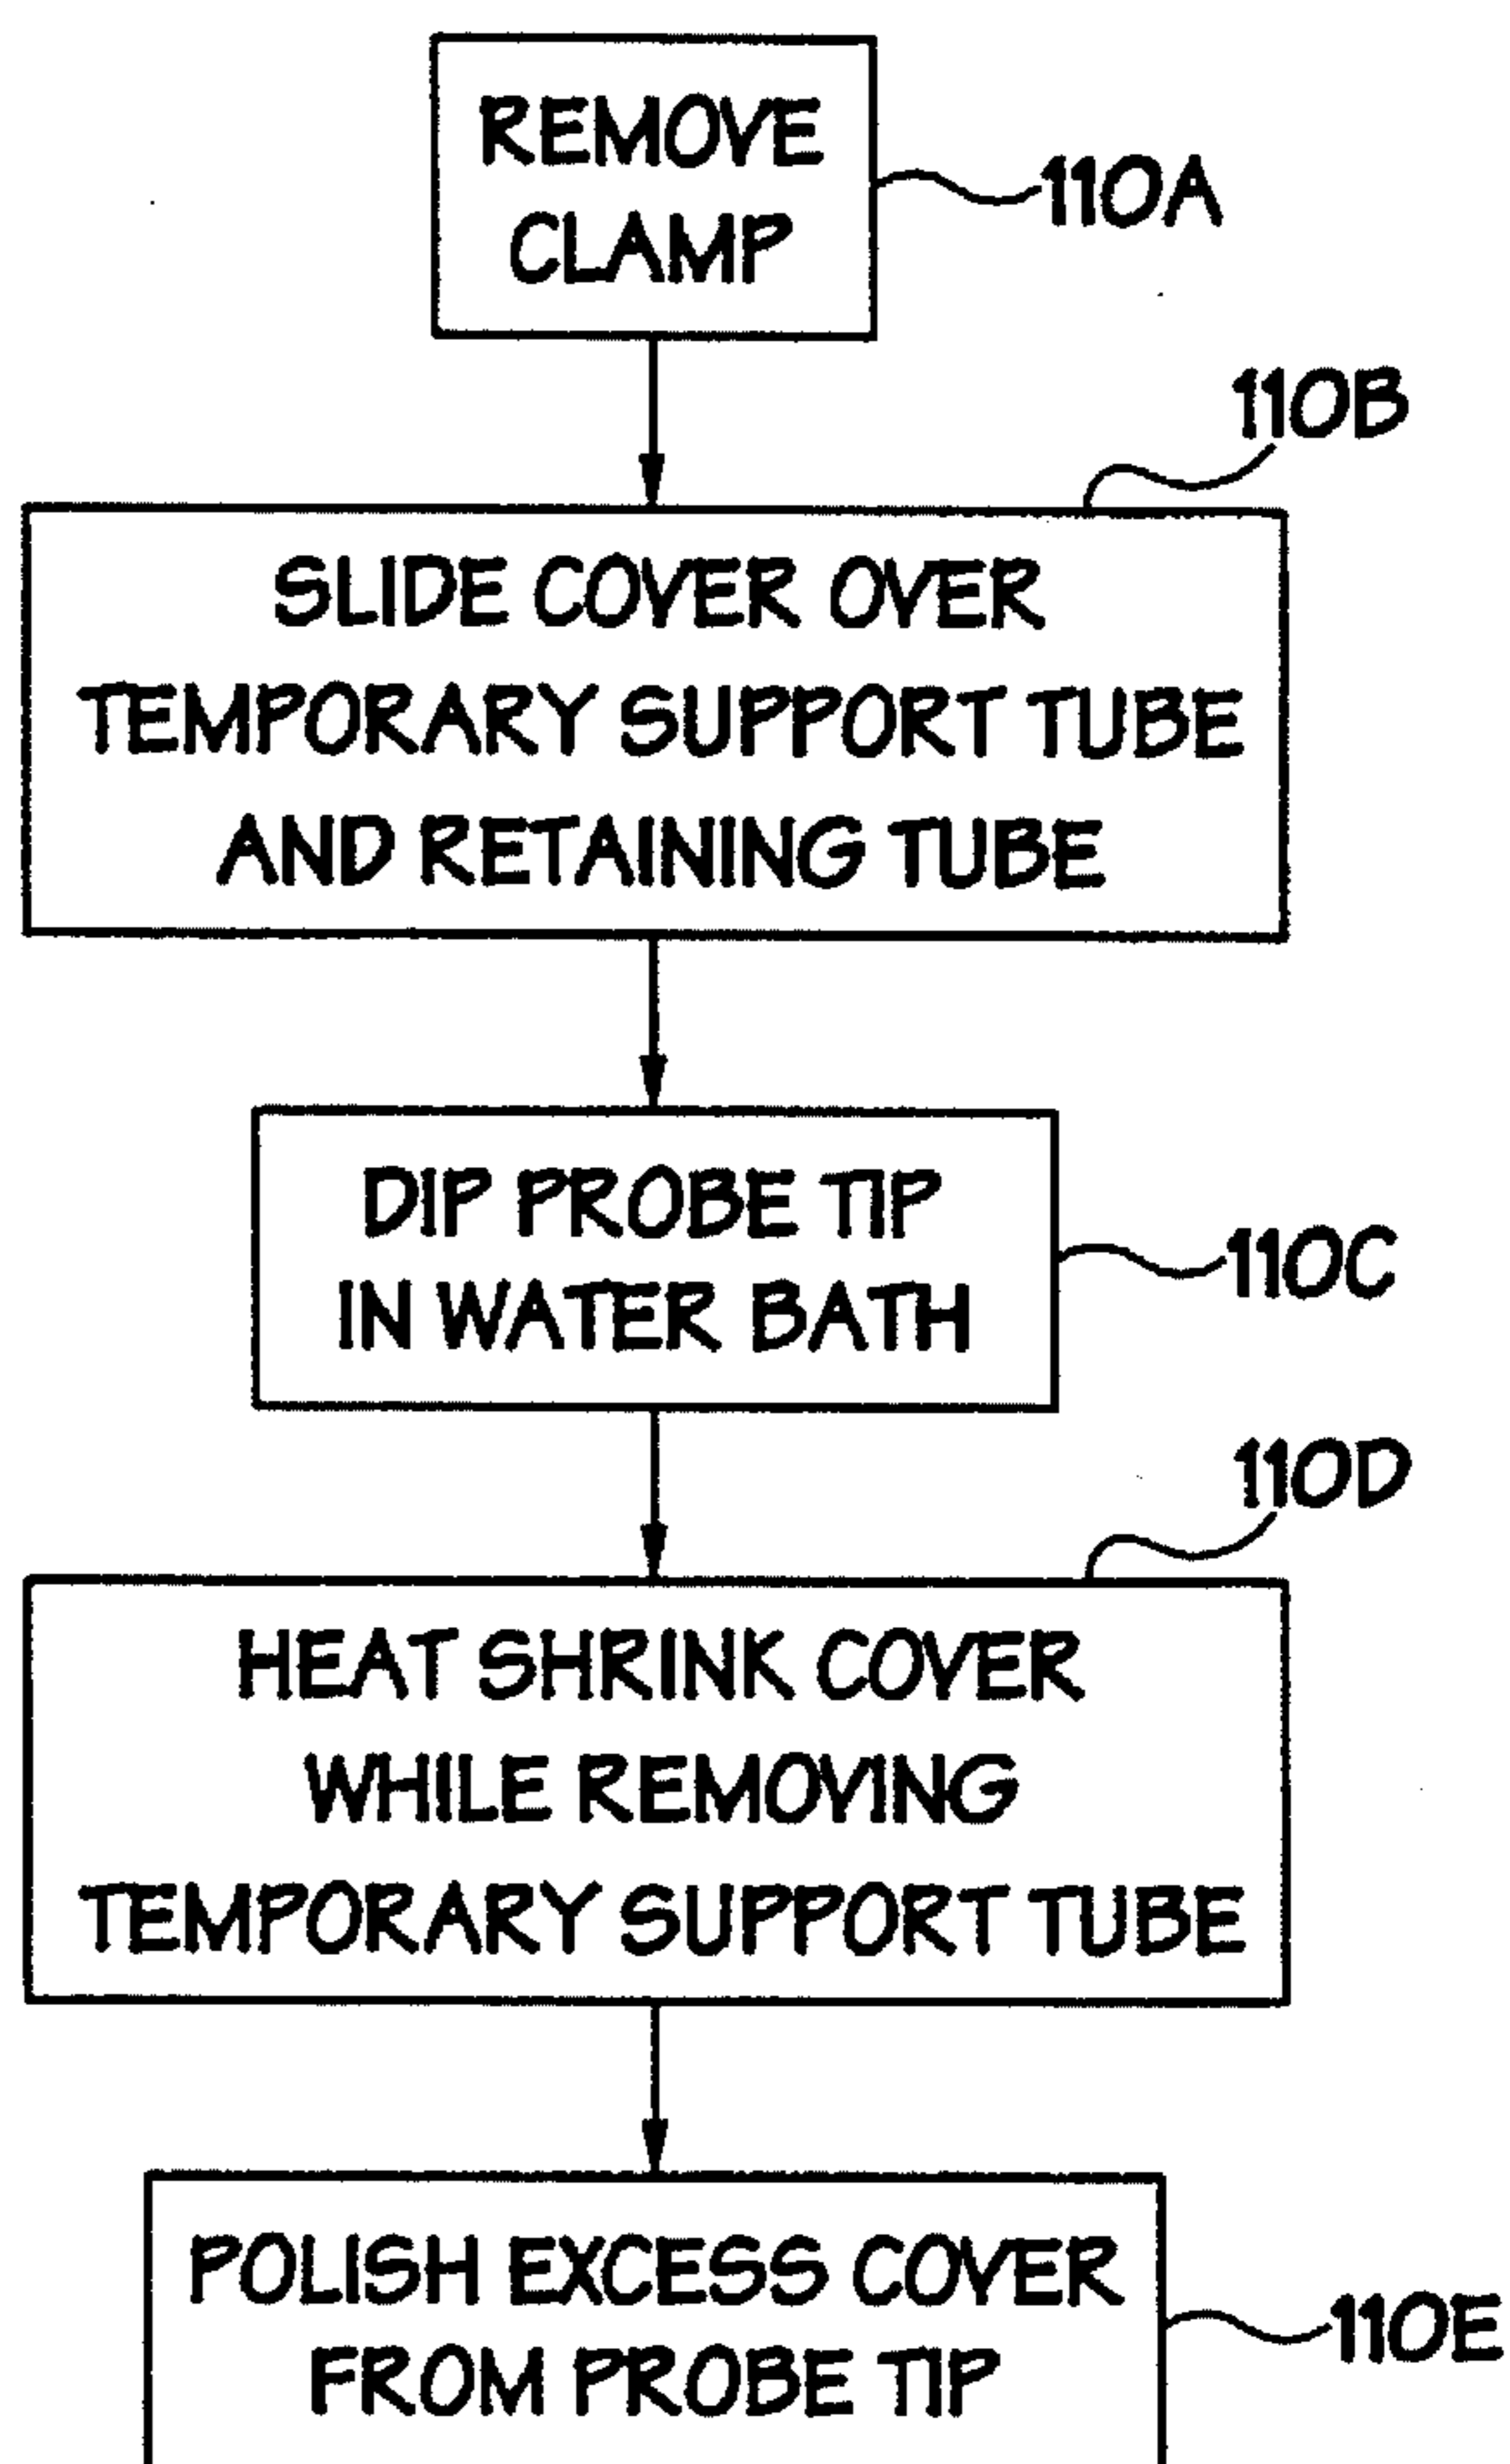 REMOVE
CLAMP
110A
110B
SLIDE COVER OVER
TEMPORARY SUPPORT TUBE
AND RETAINING TUBE
DIP PROBE TIP
IN WATER BATH
110C
110D
HEAT SHRINK COVER
WHILE REMOVING
TEMPORARY SUPPORT TUBE
POLISH EXCESS COVER
FROM PROBE TIP
110E